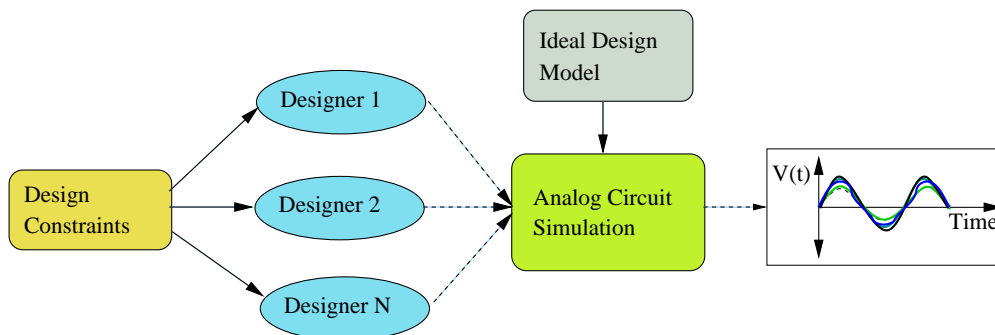 Design
Constraints
Designer 1
Designer 2
Designer N
Ideal Design
Model
Analog Circuit
Simulation
V(t)
Time